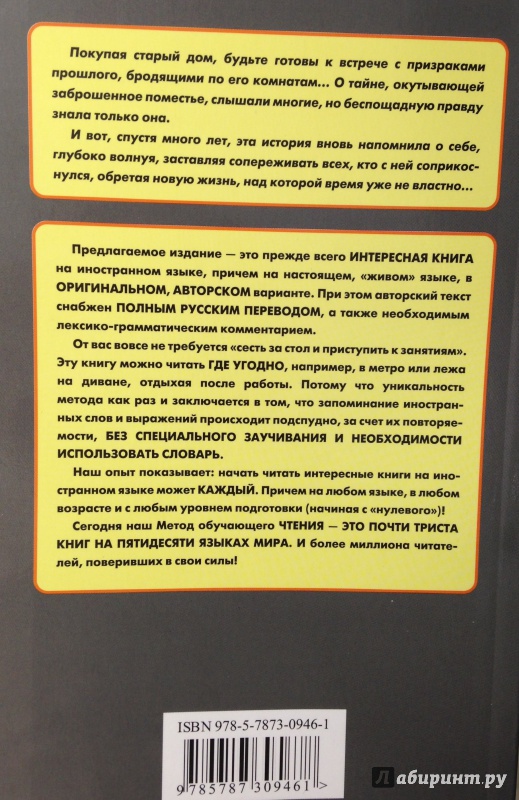 Покупая старый дом, будьте готовы к встрече с призраками
прошлого, бродящими по его комнатам... О тайне, окутывающей
заброшенное поместье, слышали многие, но беспощадную правду
знала только она.
И вот, спустя много лет, эта история вновь напомнила о себе,
глубоко волнуя, заставляя сопереживать всех, кто с ней соприкос-
нулся, обретая новую жизнь, над которой время уже не властно...
Предлагаемое издание — это прежде всего ИНТЕРЕСНАЯ КНИГА
на иностранном языке, причем на настоящем, «живом» языке, в
ОРИГИНАЛЬНОМ, АВТОРСКОМ варианте. При этом авторский текст
снабжен ПОЛНЫМ РУССКИМ ПЕРЕВОДОМ, а также необходимым
лексико-грамматическим комментарием.
От вас вовсе не требуется «сесть за стол и приступить к занятиям».
Эту книгу можно читать ГДЕ УГОДНО, например, в метро или лежа
на диване, отдыхая после работы. Потому что уникальность
метода как раз и заключается в том, что запоминание иностран-
ных слов и выражений происходит подспудно, за счет их повторяе-
мости, БЕЗ СПЕЦИАЛЬНОГО ЗАУЧИВАНИЯ И НЕОБХОДИМОСТИ
ИСПОЛЬЗОВАТЬ СЛОВАРЬ.
Наш опыт показывает: начать читать интересные книги на ино-
странном языке может КАЖДЫЙ. Причем на любом языке, в любом
возрасте и с любым уровнем подготовки (начиная с «нулевого»)!
Сегодня наш Метод обучающего ЧТЕНИЯ — ЭТО ПОЧТИ ТРИСТА
КНИГ НА ПЯТИДЕСЯТИ ЯЗЫКАХ МИРА. И более миллиона читате-
лей, поверивших в свои силы!
ISBN 978-5-7873-0946-1
9 785787 309461 >
Лабиринт.ру